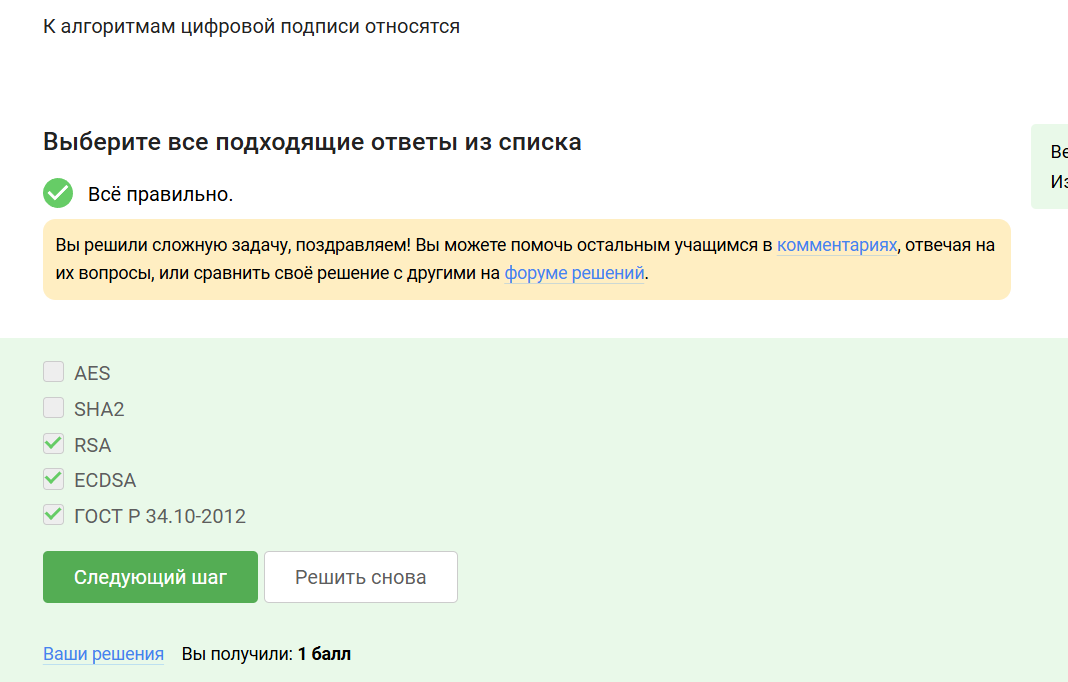 К алгоритмам цифровой подписи относятся
Выберите все подходящие ответы из списка
Всё правильно.
Вы решили сложную задачу, поздравляем! Вы можете помочь остальным учащимся в комментариях, отвечая на
их вопросы, или сравнить своё решение с другими на форуме решений.
AES
SHA2
RSA
ECDSA
ГОСТ Р 34.10-2012
Следующий шаг
Решить снова
Ваши решения Вы получили: 1 балл